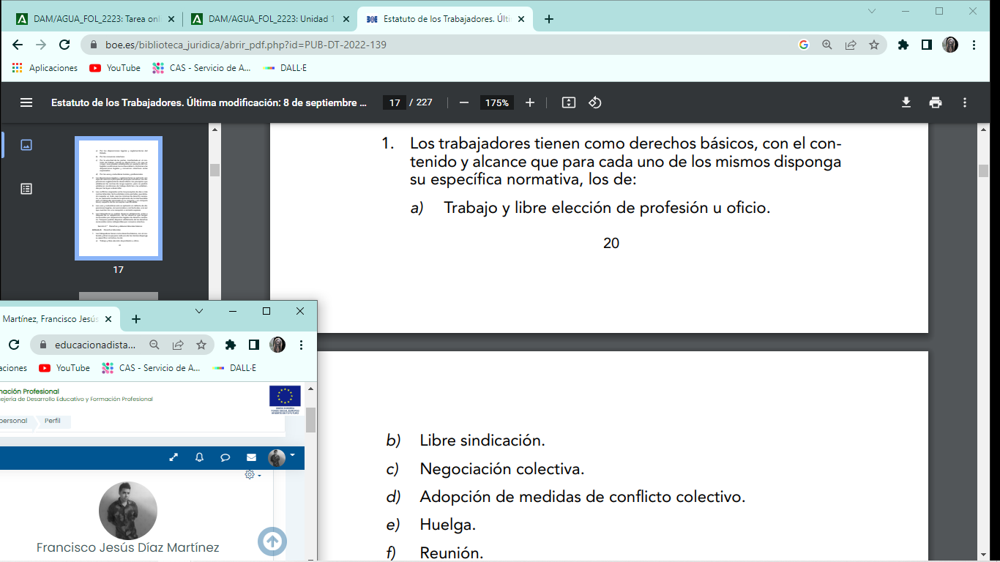 DAM/AGUA_FOL_2223: Tarea onl
DAM/AGUA_FOL_2223: Unidad 1
Estatuto de los Trabajadores. Últi
boe.es/biblioteca_juridica/abrir_pdf.php?id=PUB-DT-2022-139
Aplicaciones
YouTube
CAS - Servicio de A...
DALL·E
Estatuto de los Trabajadores. Última modificación: 8 de septiembre ...
17 / 227
175%
1. Los trabajadores tienen como derechos básicos, con el con-
tenido y alcance que para cada uno de los mismos disponga
su específica normativa, los de:
a) Trabajo y libre elección de profesión u oficio.
20
17
b) Libre sindicación.
c) Negociación colectiva.
d) Adopción de medidas de conflicto colectivo.
e) Huelga.
f) Reunión.
Martínez, Francisco Jesús
educacionadista...
aciones
YouTube
CAS - Servicio de A...
DALL·E
mación Profesional
sejería de Desarrollo Educativo y Formación Profesional
personal
Perfil
Francisco Jesús Díaz Martínez